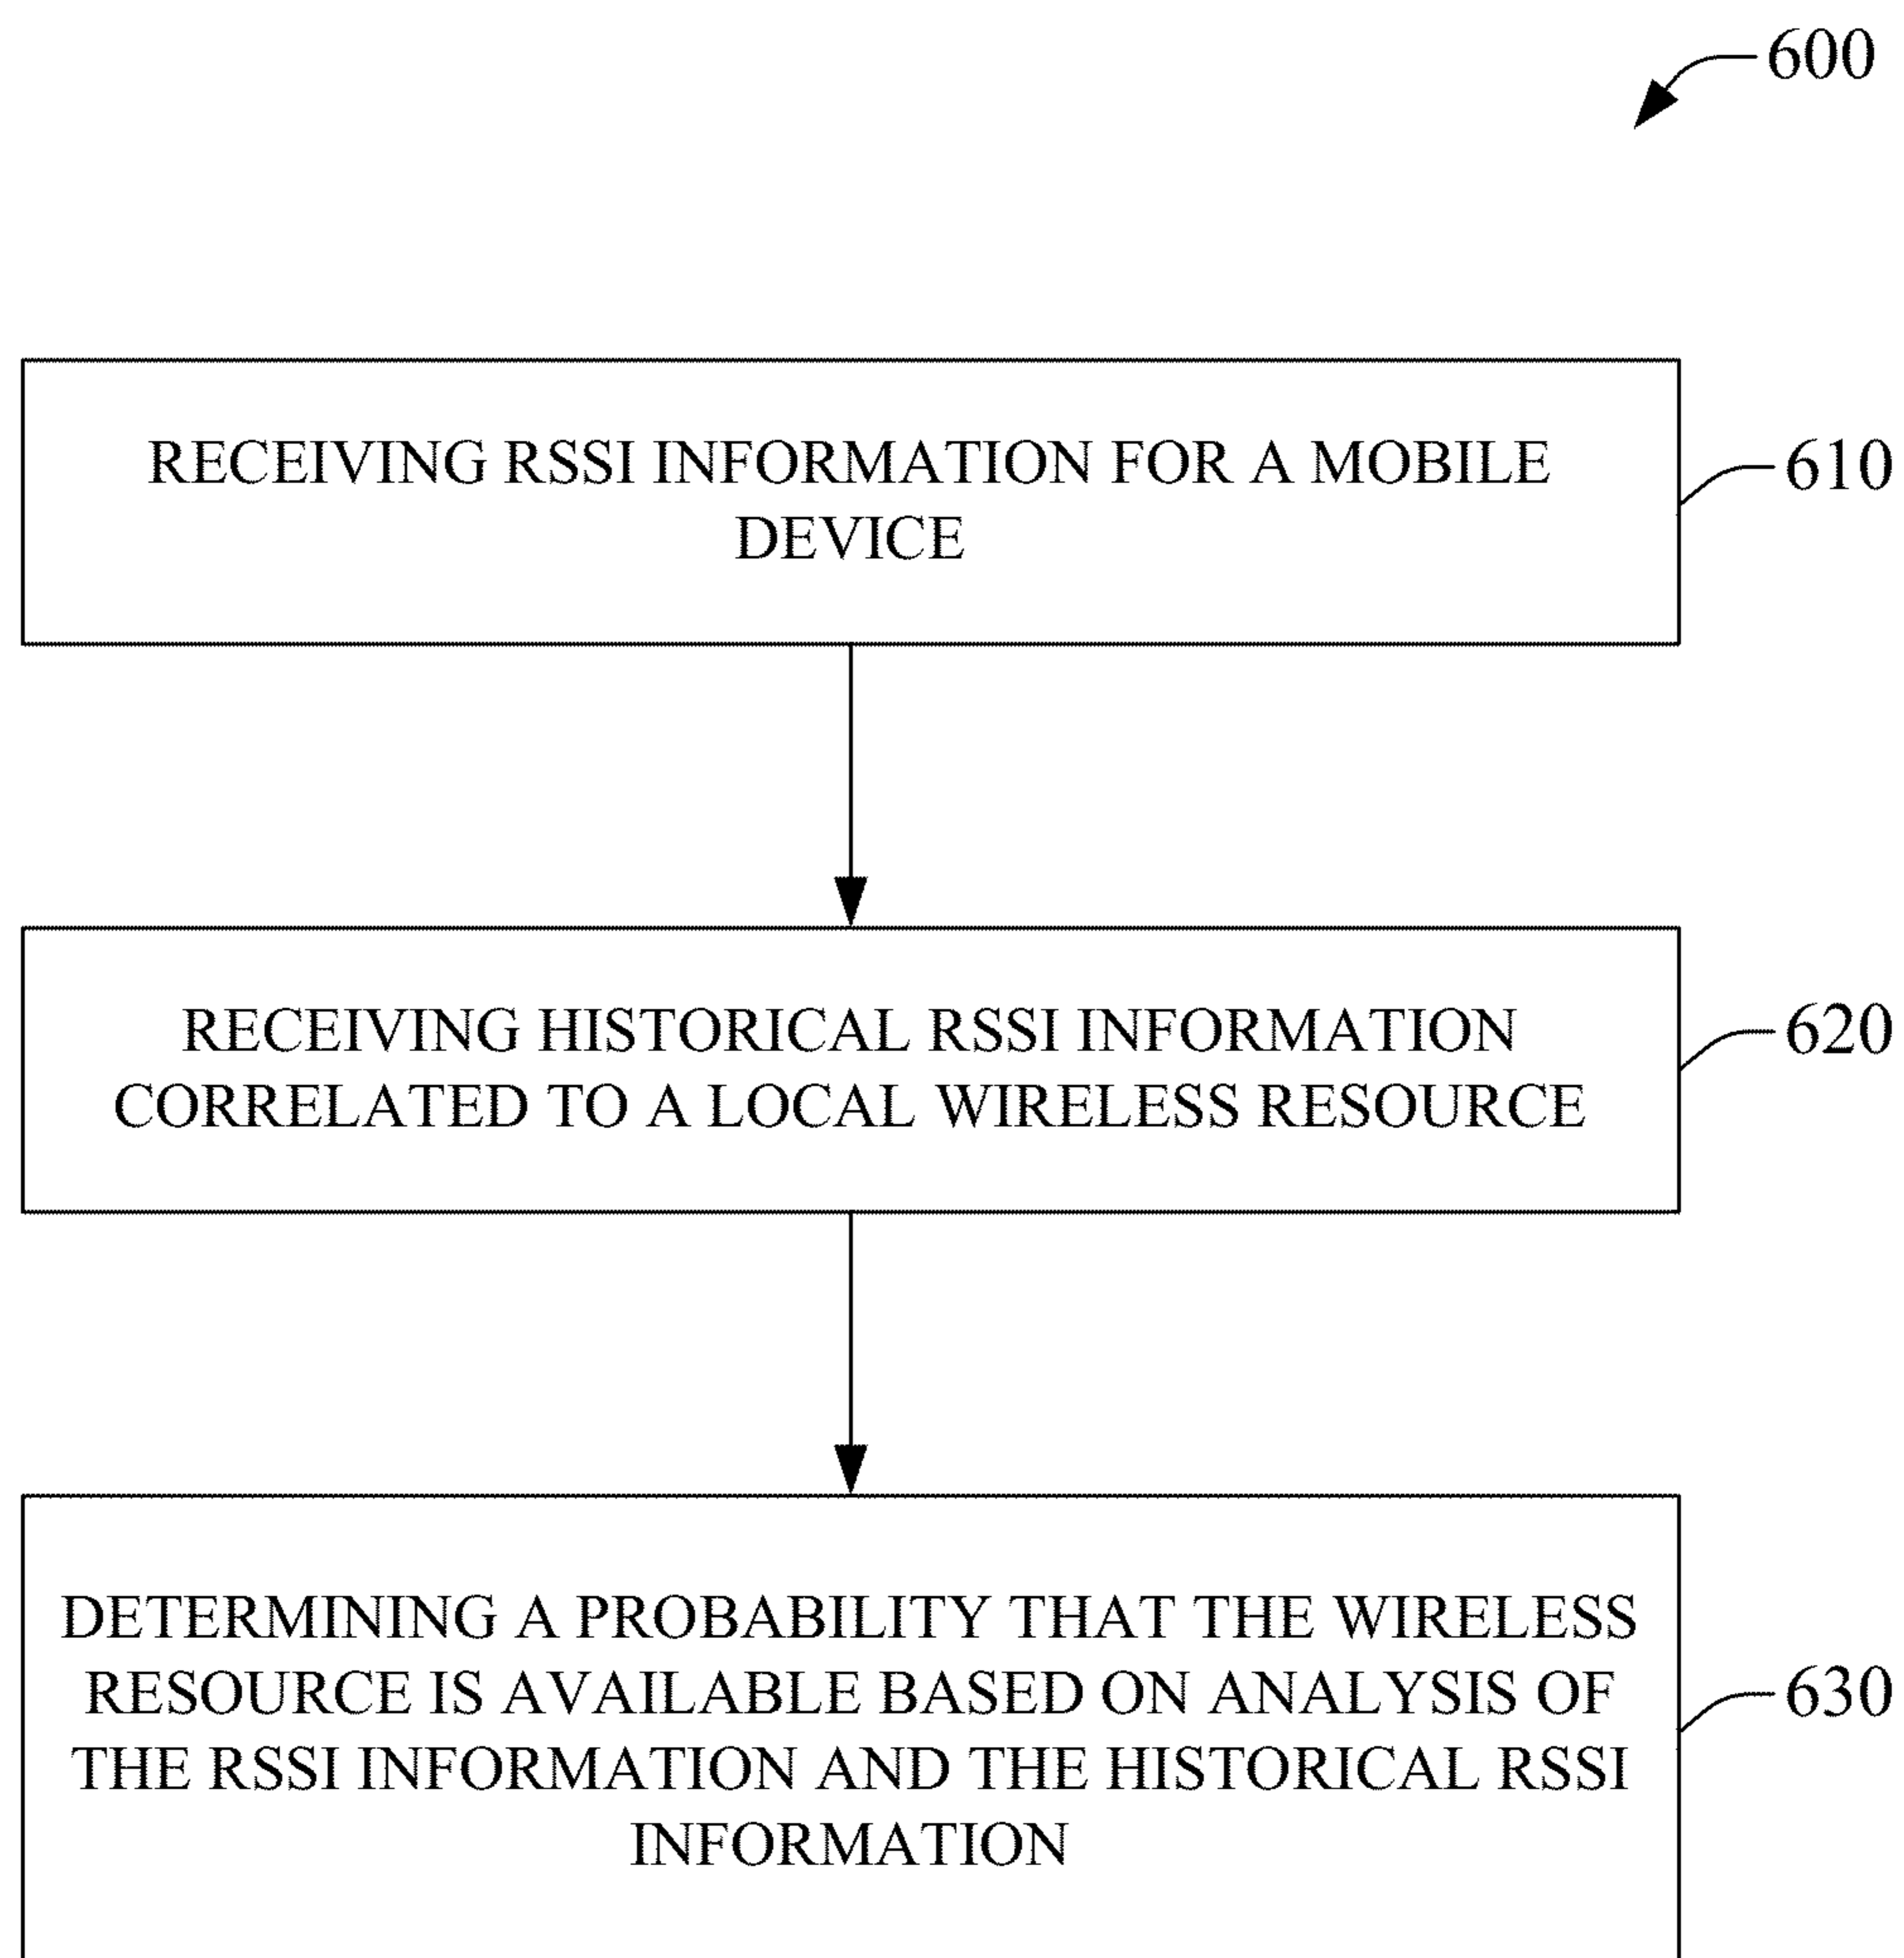 600
RECEIVING RSSI INFORMATION FOR A MOBILE
DEVICE
610
RECEIVING HISTORICAL RSSI INFORMATION
CORRELATED TO A LOCAL WIRELESS RESOURCE
620
DETERMINING A PROBABILITY THAT THE WIRELESS
RESOURCE IS AVAILABLE BASED ON ANALYSIS OF
THE RSSI INFORMATION AND THE HISTORICAL RSSI
INFORMATION
630